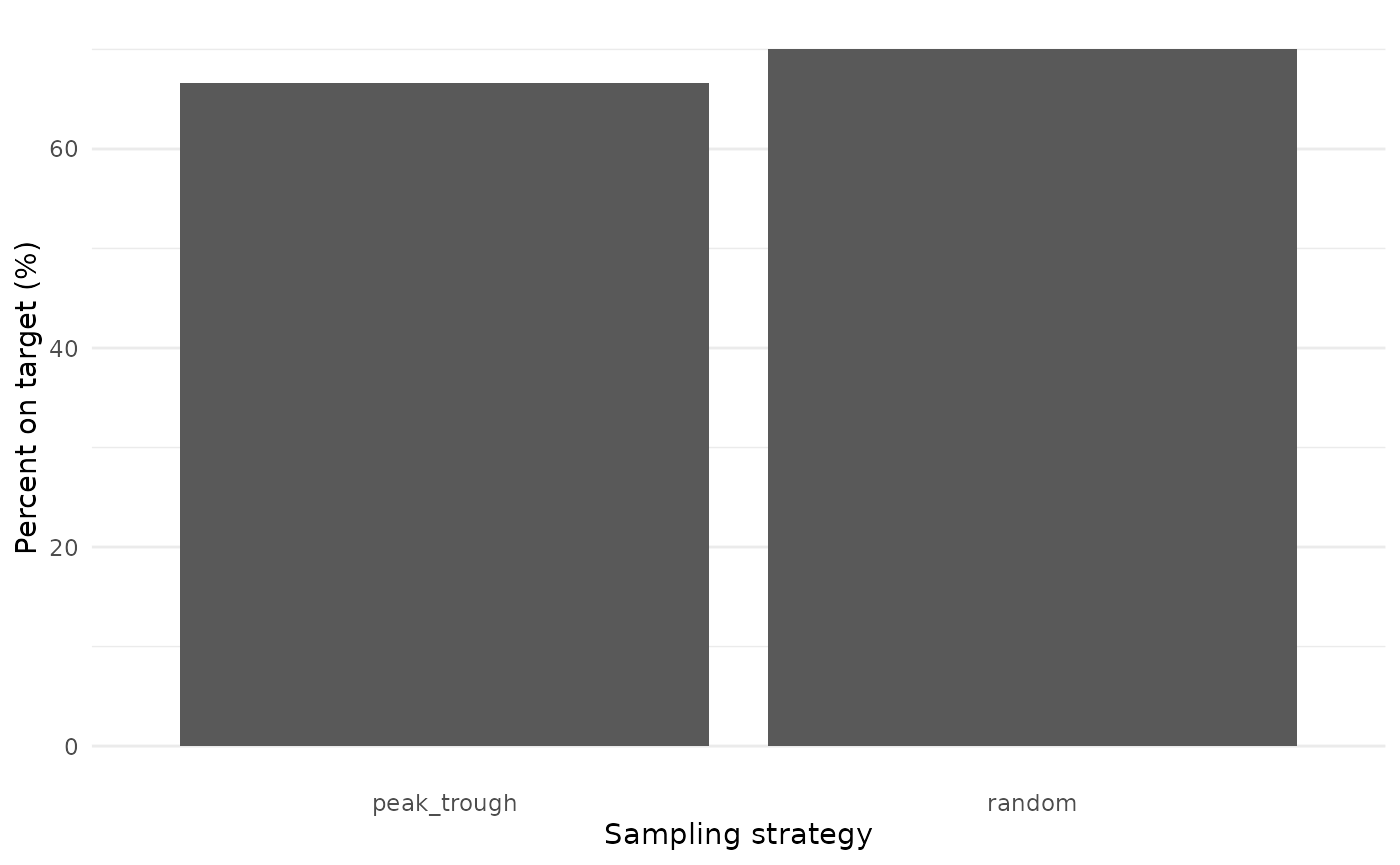 Percent on target (%)
60
40
20
0
peak_trough
random
Sampling strategy